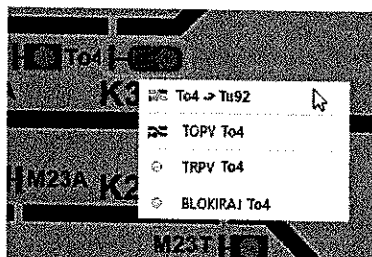 To4
K3
To4 -> Tu92
TOPV To4
TRPV To4
BLOKIRAJ To4
M23A K2
M23T